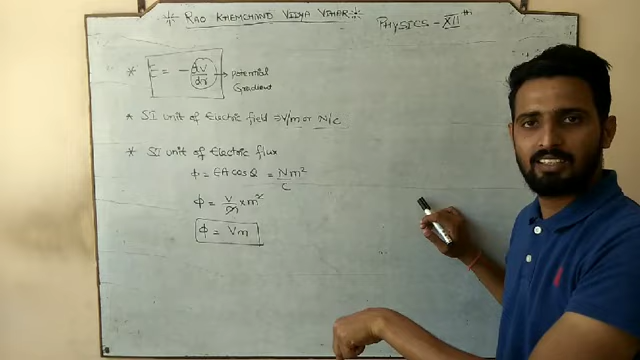 * RAO KHEMCHAND VIDYA VIHAR *
PHYSICS - XII th
* E = - dV/dr → potential Gradient
* SI unit of Electric field ⇒ V/m or N/C
* SI unit of Electric flux
ϕ = EA cos θ = Nm²/C
ϕ = V/m × m²
ϕ = Vm